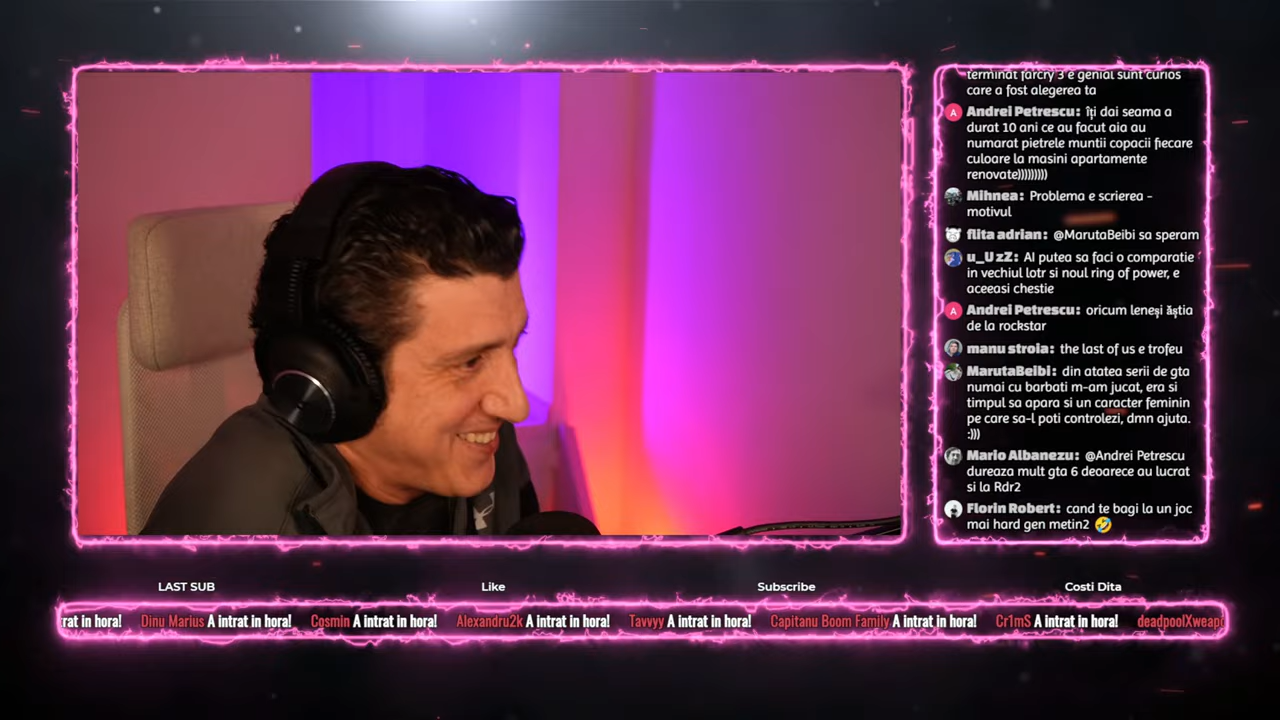 terminat farcry 3 e genial sunt curios
care a fost alegerea ta
Andrei Petrescu: îți dai seama a
durat 10 ani ce au facut aia au
numarat pietrele muntii copacii fiecare
culoare la masini apartamente
renovate)))))))))
Mihnea: Problema e scrierea -
motivul
flita adrian: @MarutaBeibi sa speram
u_UzZ: AI putea sa faci o comparatie
in vechiul lotr si noul ring of power, e
aceeasi chestie
Andrei Petrescu: oricum leneși ăștia
de la rockstar
manu stroia: the last of us e trofeu
MarutaBeibi: din atatea serii de gta
numai cu barbati m-am jucat, era si
timpul sa apara si un caracter feminin
pe care sa-l poti controlezi, dmn ajuta.
:)))
Mario Albanezu: @Andrei Petrescu
dureaza mult gta 6 deoarece au lucrat
si la Rdr2
Florin Robert: cand te bagi la un joc
mai hard gen metin2 🤣
LAST SUB Like Subscribe Costi Dita
rat in hora! Dinu Marius A intrat in hora! Cosmin A intrat in hora! Alexandru2k A intrat in hora! Tavvyy A intrat in hora! Capitanu Boom Family A intrat in hora! Cr1mS A intrat in hora! deadpoolXweap